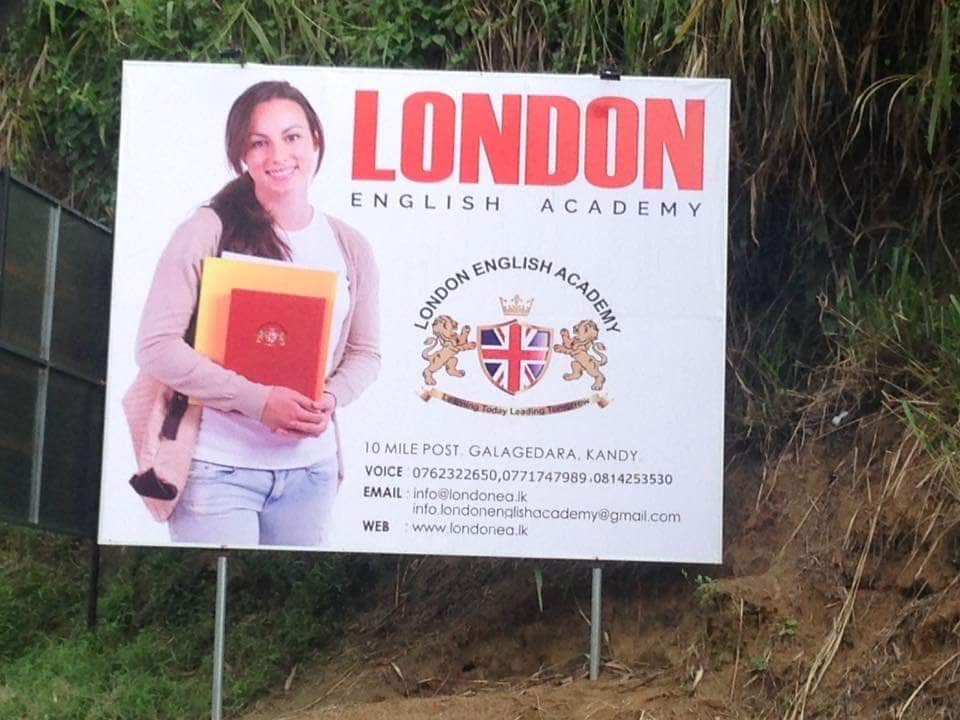 LONDON
ENGLISH ACADEMY
LONDON ENGLISH ACADEMY
Learning Today Leading Tomorrow
10 MILE POST, GALAGEDARA, KANDY.
VOICE : 0762322650,0771747989,0814253530
EMAIL : info@londonea.lk
info.londonenglishacademy@gmail.com
WEB : www.londonea.lk